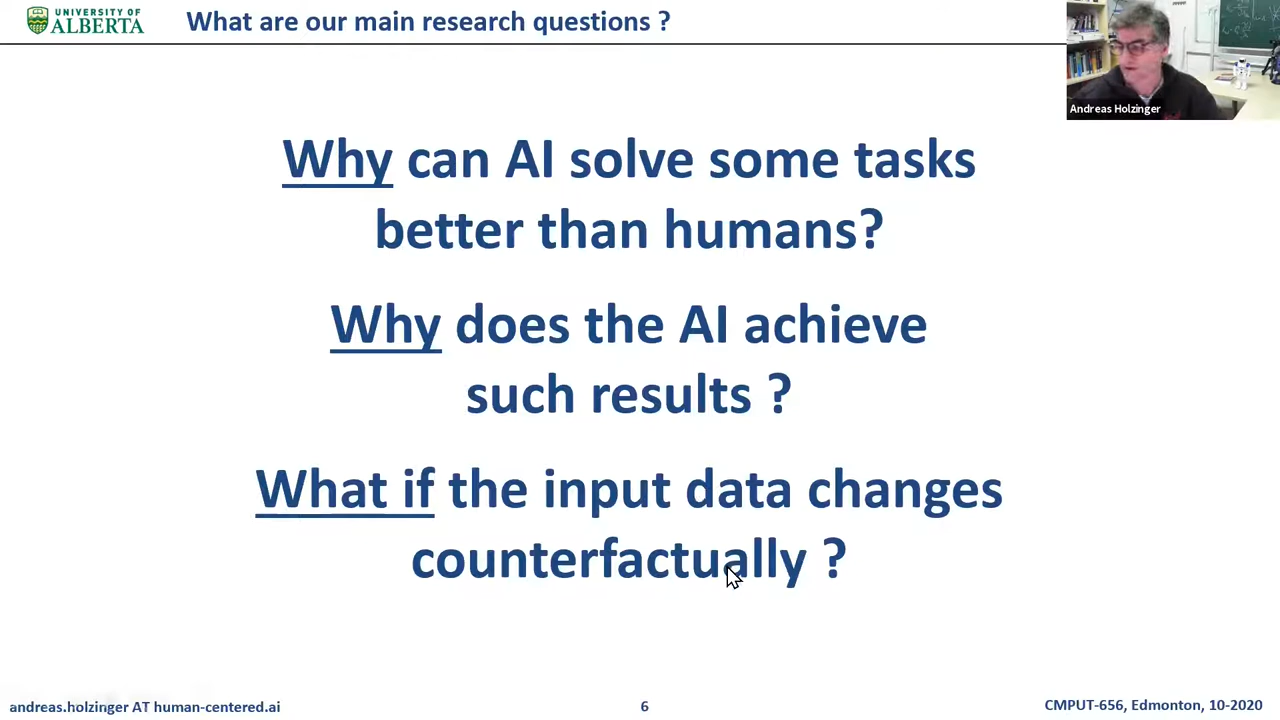 UNIVERSITY OF
ALBERTA
What are our main research questions ?
Andreas Holzinger
Why can AI solve some tasks
better than humans?
Why does the AI achieve
such results ?
What if the input data changes
counterfactually ?
andreas.holzinger AT human-centered.ai
6
CMPUT-656, Edmonton, 10-2020